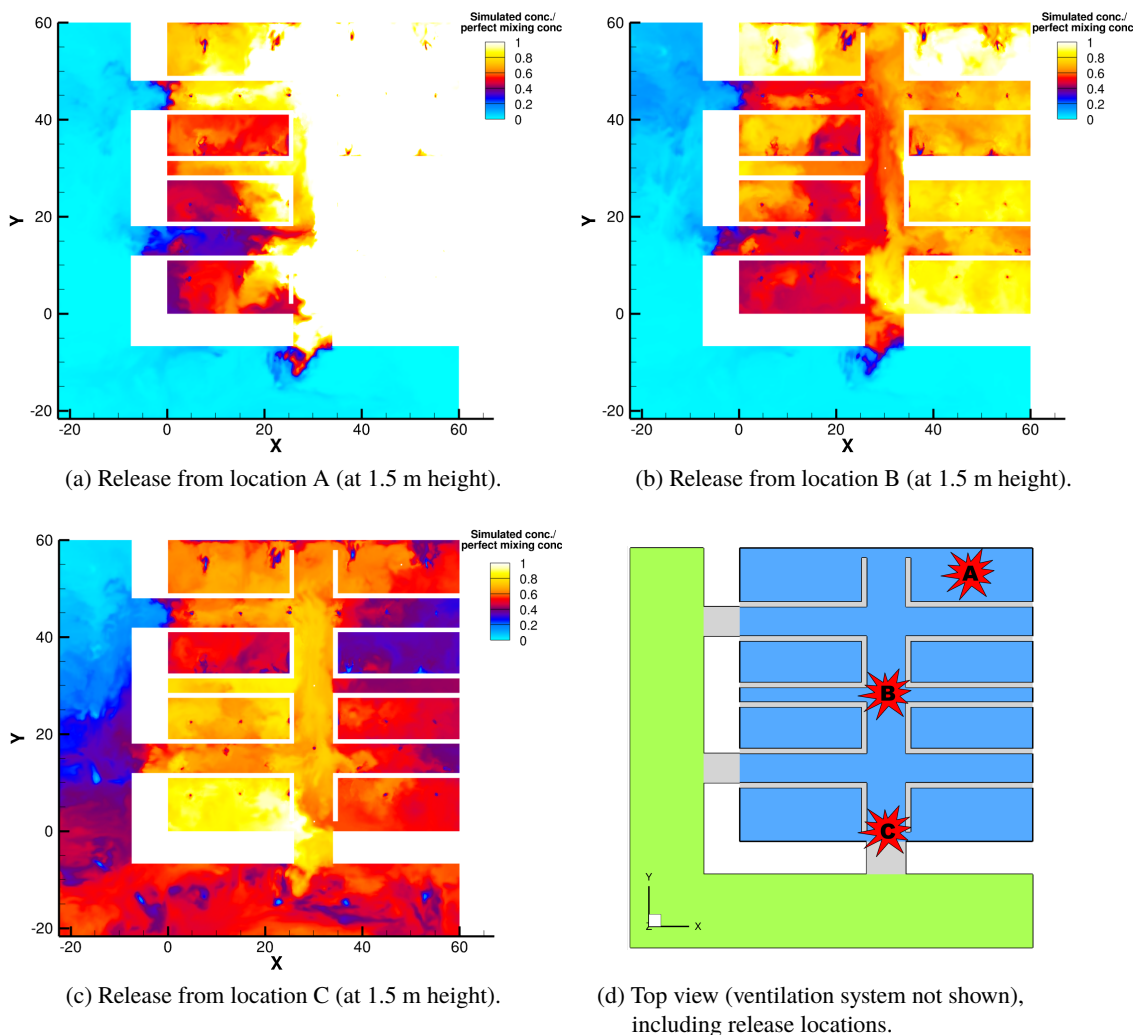 Simulated conc./
perfect mixing conc
1
0.8
0.6
0.4
0.2
0
60
40
20
0
-20
Y
-20
0
20
40
60
X
(a) Release from location A (at 1.5 m height).
Simulated conc./
perfect mixing conc
1
0.8
0.6
0.4
0.2
0
60
40
20
0
-20
Y
-20
0
20
40
60
X
(b) Release from location B (at 1.5 m height).
Simulated conc./
perfect mixing conc
1
0.8
0.6
0.4
0.2
0
60
40
20
0
-20
Y
-20
0
20
40
60
X
(c) Release from location C (at 1.5 m height).
A
B
C
Y
Z
X
(d) Top view (ventilation system not shown),
including release locations.